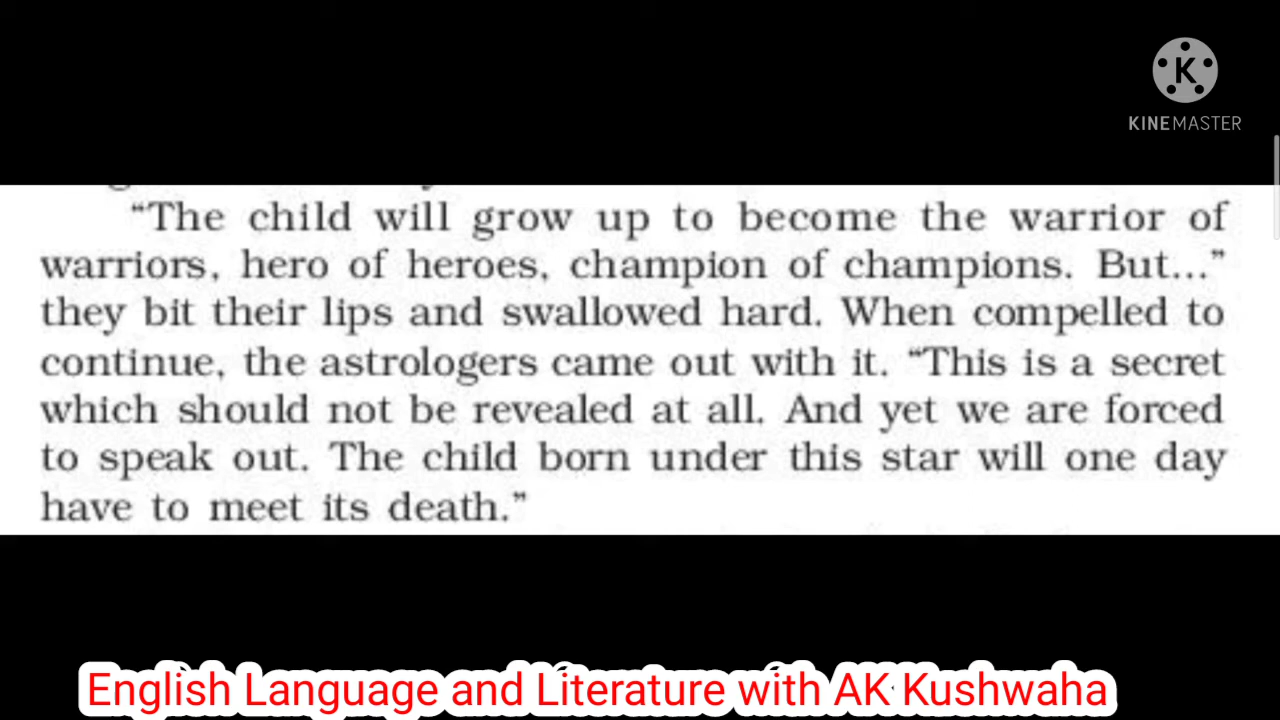 KINEMASTER
“The child will grow up to become the warrior of
warriors, hero of heroes, champion of champions. But...”
they bit their lips and swallowed hard. When compelled to
continue, the astrologers came out with it. “This is a secret
which should not be revealed at all. And yet we are forced
to speak out. The child born under this star will one day
have to meet its death.”
English Language and Literature with AK Kushwaha